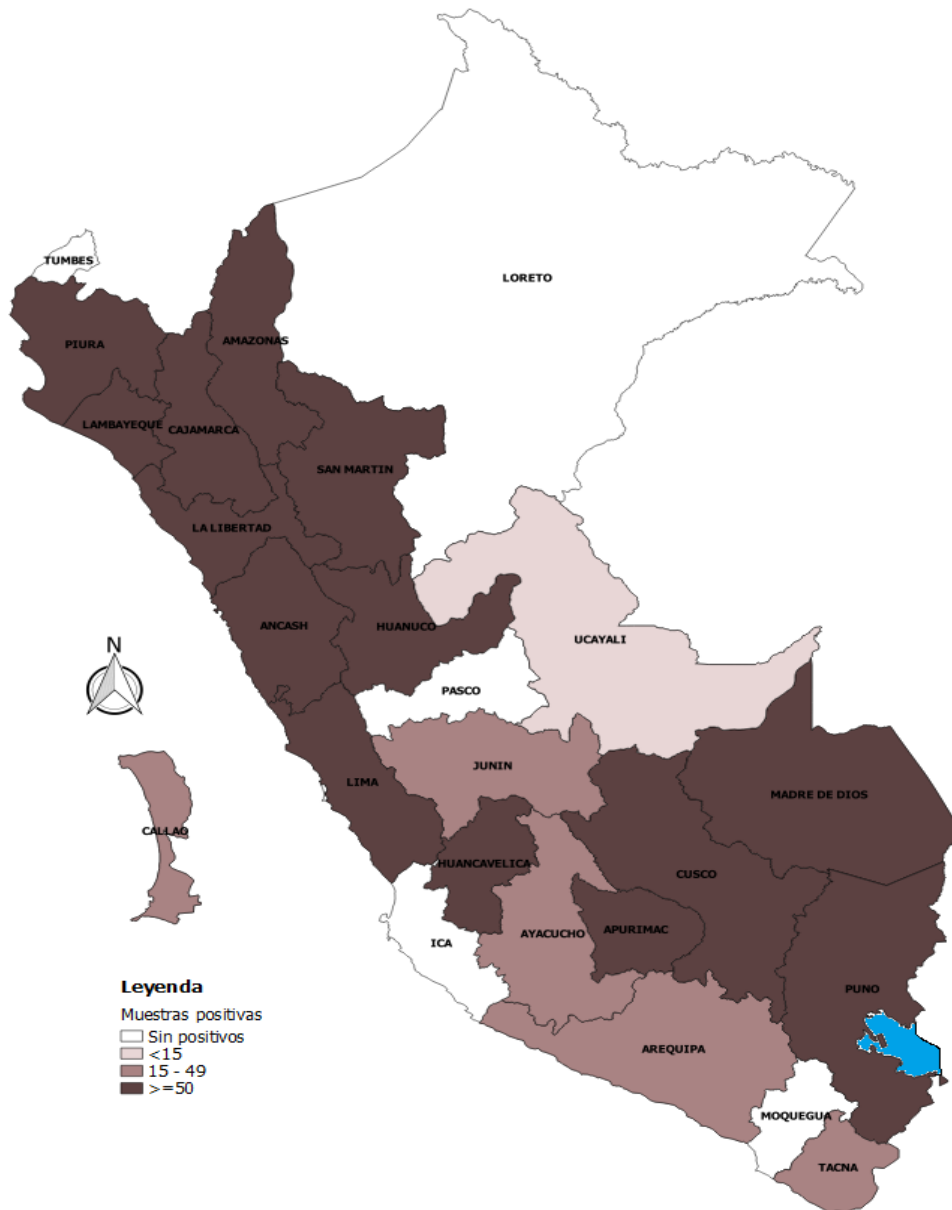 TUMBES
LORETO
PIURA
AMAZONAS
LAMBAYEQUE
CAJAMARCA
SAN MARTIN
LA LIBERTAD
ANCASH
HUANUCO
UCAYALI
N
PASCO
JUNIN
LIMA
MADRE DE DIOS
CALLAO
HUANCAVELICA
CUSCO
AYACUCHO
APURIMAC
ICA
PUNO
AREQUIPA
MOQUEGUA
TACNA
Leyenda
Muestras positivas
Sin positivos
<15
15 - 49
>=50